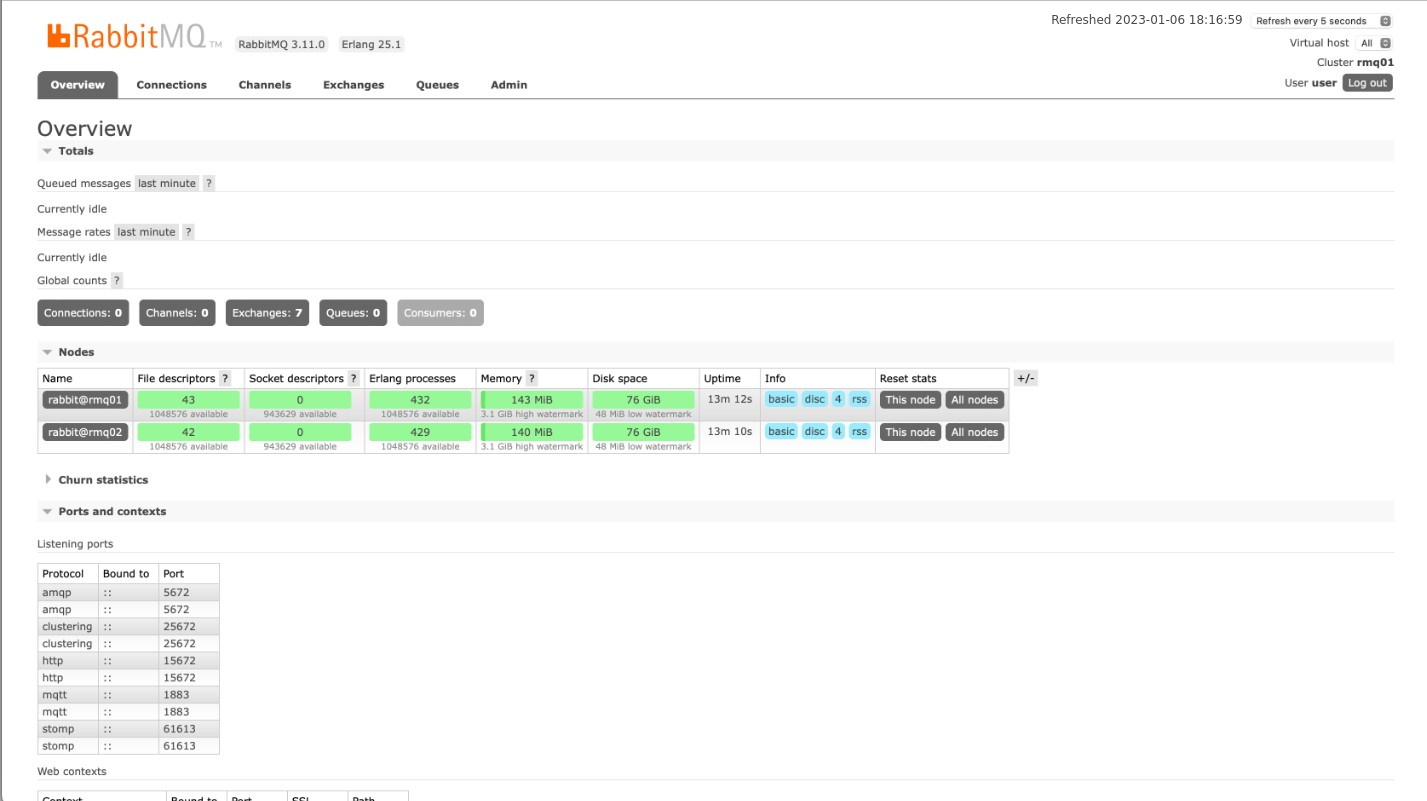 Refreshed 2023-01-06 18:16:59 Refresh every 5 seconds
RabbitMQ TM RabbitMQ 3.11.0 Erlang 25.1
Virtual host All
Cluster rmq01
User user Log out
Overview Connections Channels Exchanges Queues Admin
Overview
Totals
Queued messages last minute ?
Currently idle
Message rates last minute ?
Currently idle
Global counts ?
Connections: 0 Channels: 0 Exchanges: 7 Queues: 0 Consumers: 0
Nodes
Name File descriptors ? Socket descriptors ? Erlang processes Memory ? Disk space Uptime Info Reset stats +/-
rabbit@rmq01 43 0 432 143 MiB 76 GiB 13m 12s basic disc 4 rss This node All nodes
1048576 available 943629 available 1048576 available 3.1 GiB high watermark 48 MiB low watermark
rabbit@rmq02 42 0 429 140 MiB 76 GiB 13m 10s basic disc 4 rss This node All nodes
1048576 available 943629 available 1048576 available 3.1 GiB high watermark 48 MiB low watermark
Churn statistics
Ports and contexts
Listening ports
Protocol Bound to Port
amqp :: 5672
amqp :: 5672
clustering :: 25672
clustering :: 25672
http :: 15672
http :: 15672
mqtt :: 1883
mqtt :: 1883
stomp :: 61613
stomp :: 61613
Web contexts
Context Bound to Port SSL Path